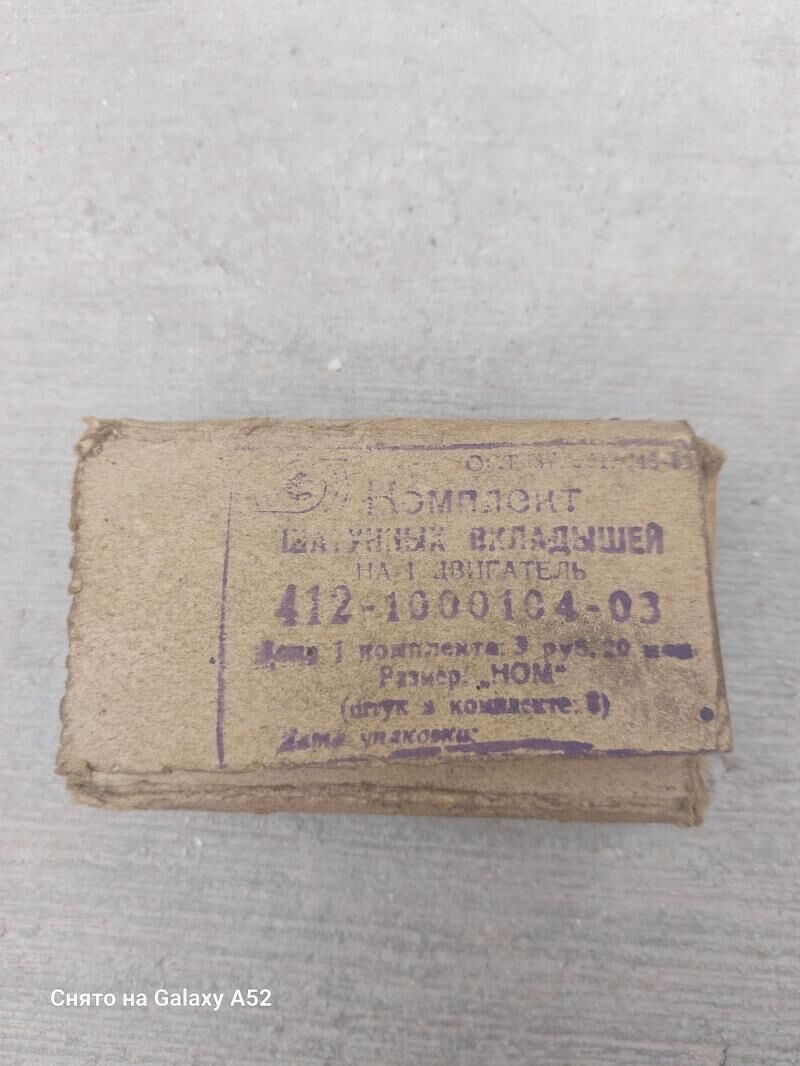 Комплект
ШАТУННЫХ ВКЛАДЫШЕЙ
НА 1 ДВИГАТЕЛЬ
412-1000104-03
Цена 1 комплекта: 3 руб. 20 коп
Размер: „НОМ“
(штук в комплекте: 8)
Дата упаковки:
Снято на Galaxy A52